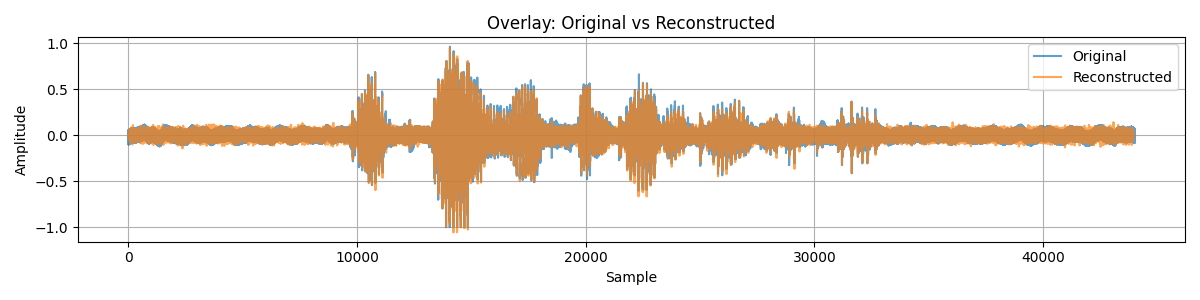 Overlay: Original vs Reconstructed
Original
Reconstructed
Amplitude
1.0
0.5
0.0
−0.5
−1.0
0 10000 20000 30000 40000
Sample